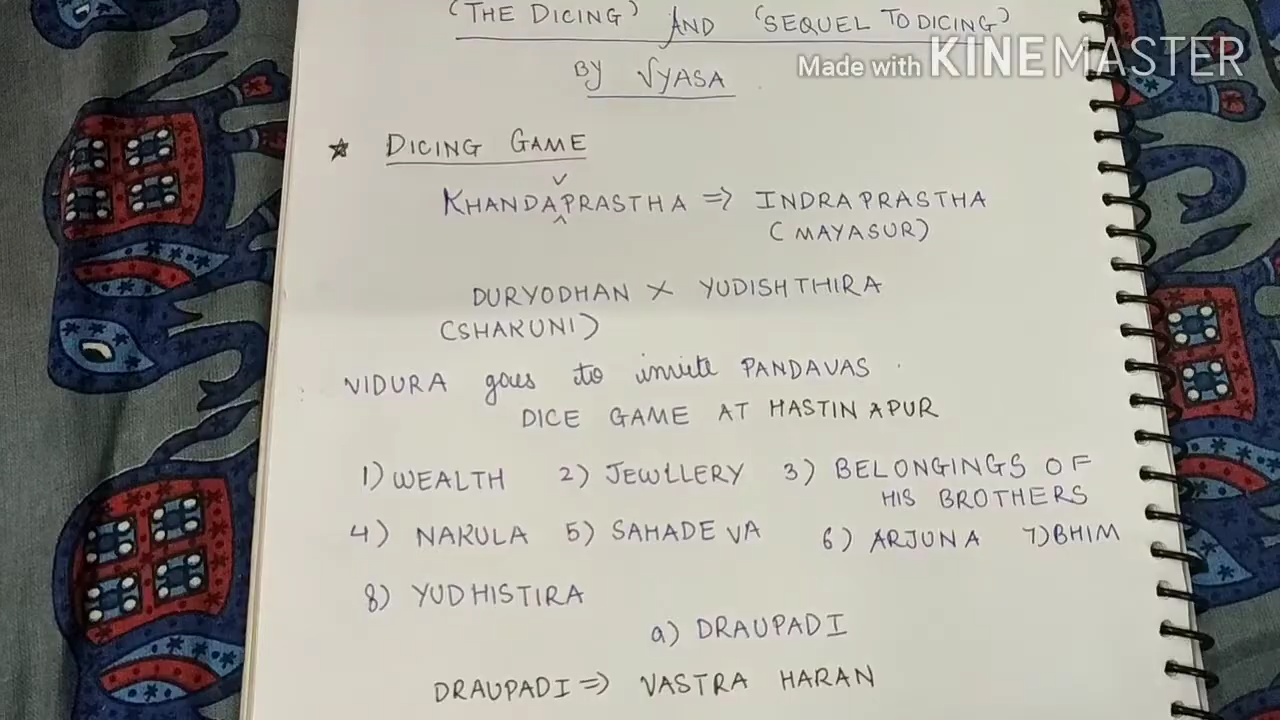 (THE DICING) AND (SEQUEL TO DICING)
Made with KINEMASTER
BY VYASA
DICING GAME
KHANDAPRASTHA ⇒ INDRAPRASTHA
(MAYASUR)
DURYODHAN X YUDISHTHIRA
(SHAKUNI)
VIDURA goes to invite PANDAVAS
DICE GAME AT HASTINAPUR
1) WEALTH 2) JEWLLERY 3) BELONGINGS OF
HIS BROTHERS
4) NAKULA 5) SAHADEVA 6) ARJUNA 7) BHIM
8) YUDHISTIRA
a) DRAUPADI
DRAUPADI ⇒ VASTRA HARAN